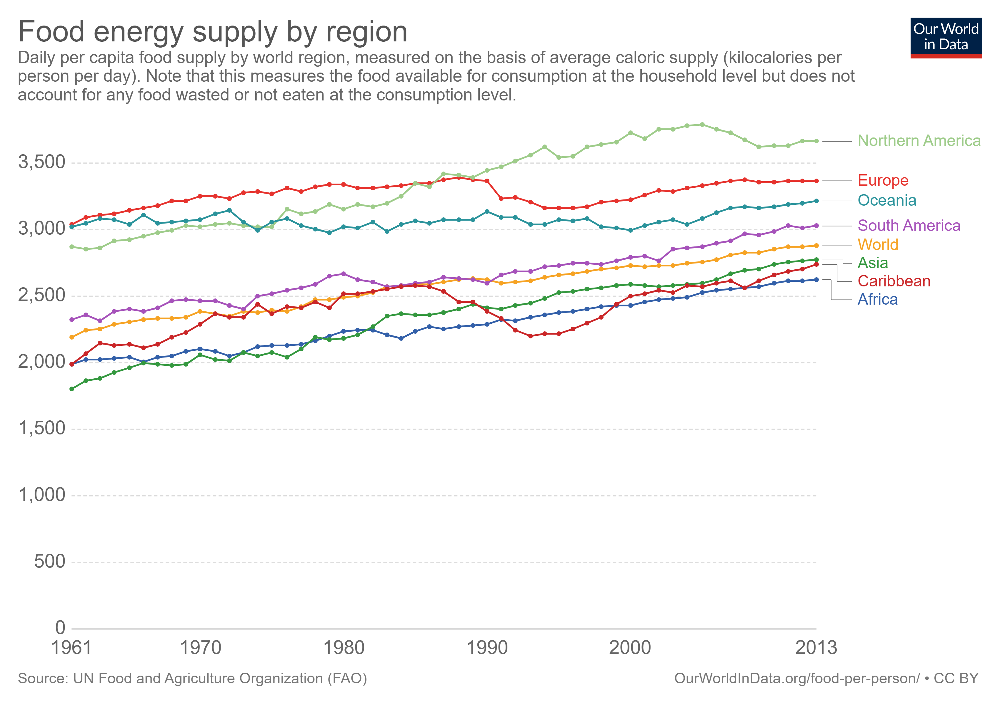 Food energy supply by region
Our World
in Data
Daily per capita food supply by world region, measured on the basis of average caloric supply (kilocalories per
person per day). Note that this measures the food available for consumption at the household level but does not
account for any food wasted or not eaten at the consumption level.
Northern America
3,500
Europe
Oceania
3,000
South America
World
Asia
Caribbean
2,500
Africa
2,000
1,500
1,000
500
0
1961 1970 1980 1990 2000 2013
Source: UN Food and Agriculture Organization (FAO)
OurWorldInData.org/food-per-person/ • CC BY